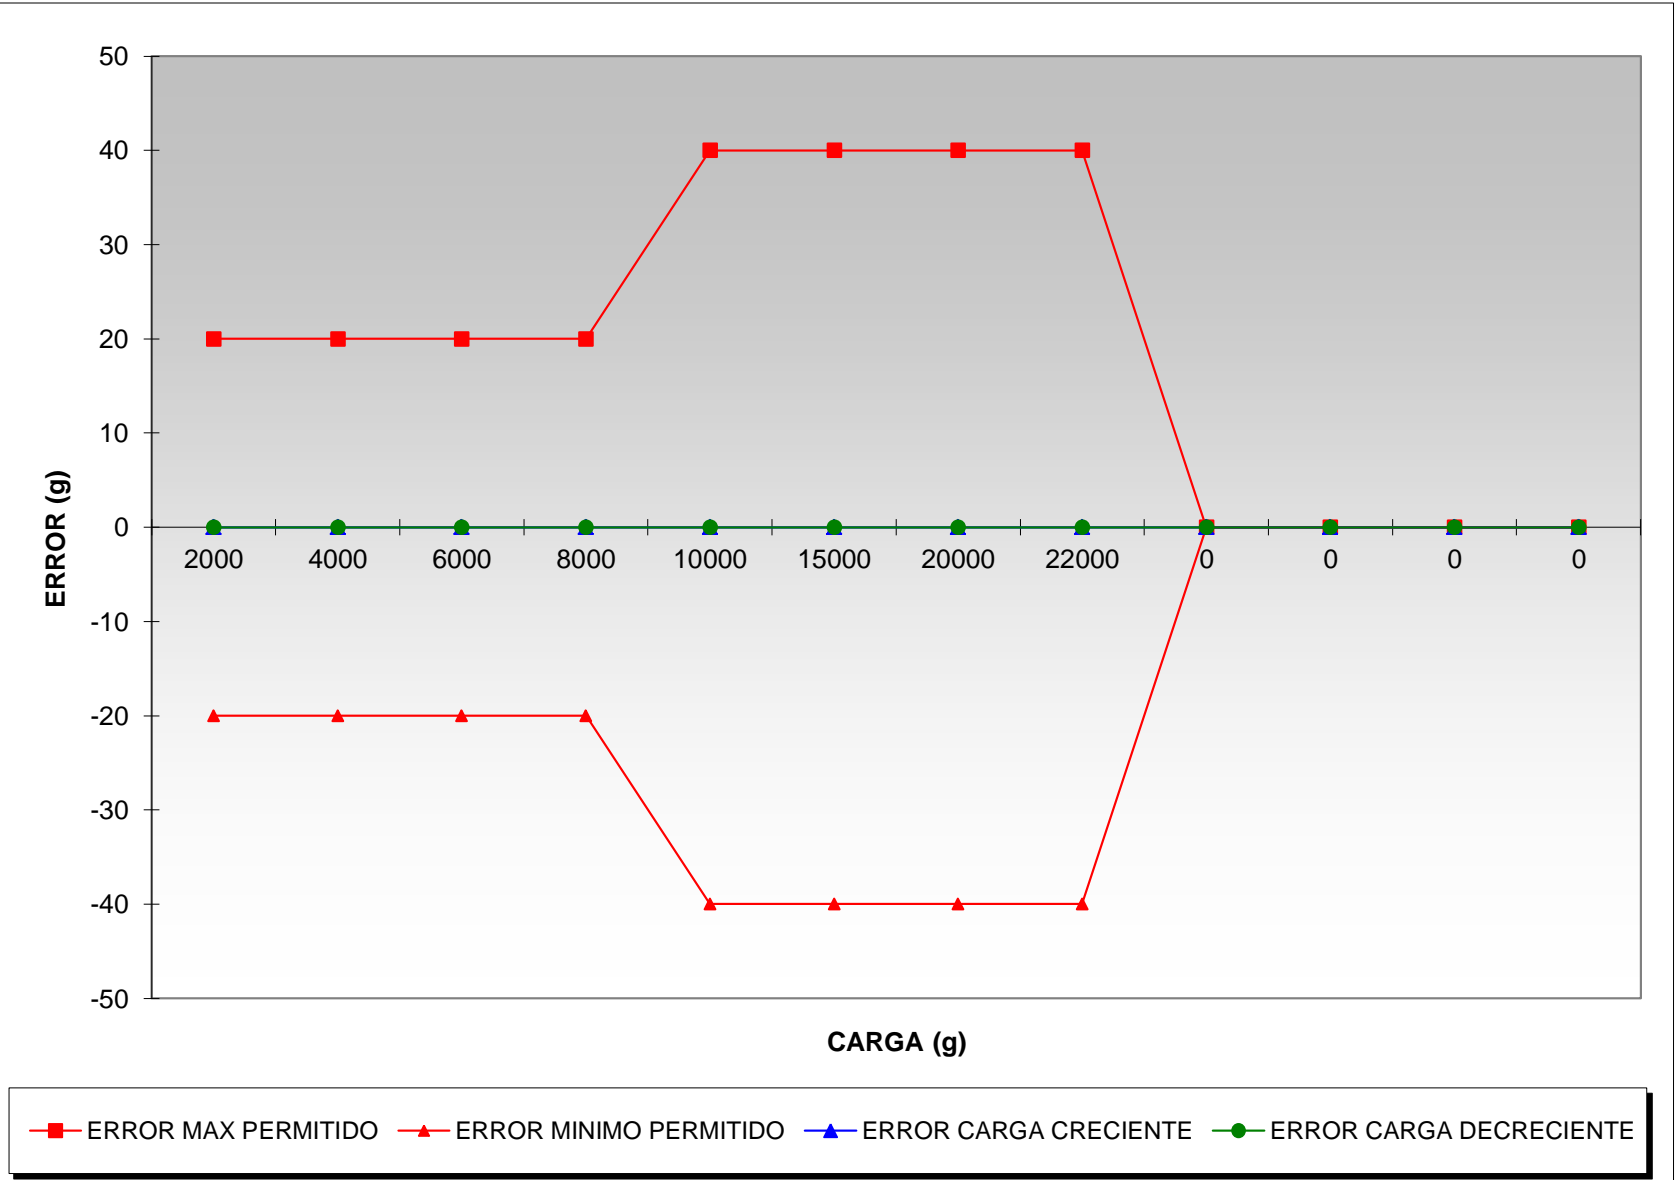 50
40
30
20
10
0
-10
-20
-30
-40
-50
ERROR (g)
2000 4000 6000 8000 10000 15000 20000 22000 0 0 0 0
CARGA (g)
ERROR MAX PERMITIDO ERROR MINIMO PERMITIDO ERROR CARGA CRECIENTE ERROR CARGA DECRECIENTE